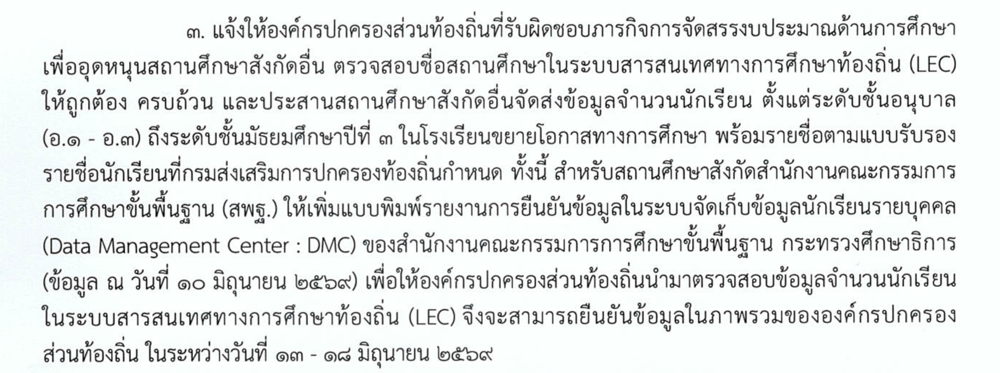 ๓. แจ้งให้องค์กรปกครองส่วนท้องถิ่นที่รับผิดชอบภารกิจการจัดสรรงบประมาณด้านการศึกษา
เพื่ออุดหนุนสถานศึกษาสังกัดอื่น ตรวจสอบชื่อสถานศึกษาในระบบสารสนเทศทางการศึกษาท้องถิ่น (LEC)
ให้ถูกต้อง ครบถ้วน และประสานสถานศึกษาสังกัดอื่นจัดส่งข้อมูลจำนวนนักเรียน ตั้งแต่ระดับชั้นอนุบาล
(อ.๑ - อ.๓) ถึงระดับชั้นมัธยมศึกษาปีที่ ๓ ในโรงเรียนขยายโอกาสทางการศึกษา พร้อมรายชื่อตามแบบรับรอง
รายชื่อนักเรียนที่กรมส่งเสริมการปกครองท้องถิ่นกำหนด ทั้งนี้ สำหรับสถานศึกษาสังกัดสำนักงานคณะกรรมการ
การศึกษาขั้นพื้นฐาน (สพฐ.) ให้เพิ่มแบบพิมพ์รายงานการยืนยันข้อมูลในระบบจัดเก็บข้อมูลนักเรียนรายบุคคล
(Data Management Center : DMC) ของสำนักงานคณะกรรมการการศึกษาขั้นพื้นฐาน กระทรวงศึกษาธิการ
(ข้อมูล ณ วันที่ ๑๐ มิถุนายน ๒๕๖๙) เพื่อให้องค์กรปกครองส่วนท้องถิ่นนำมาตรวจสอบข้อมูลจำนวนนักเรียน
ในระบบสารสนเทศทางการศึกษาท้องถิ่น (LEC) จึงจะสามารถยืนยันข้อมูลในภาพรวมขององค์กรปกครอง
ส่วนท้องถิ่น ในระหว่างวันที่ ๑๓ - ๑๘ มิถุนายน ๒๕๖๙